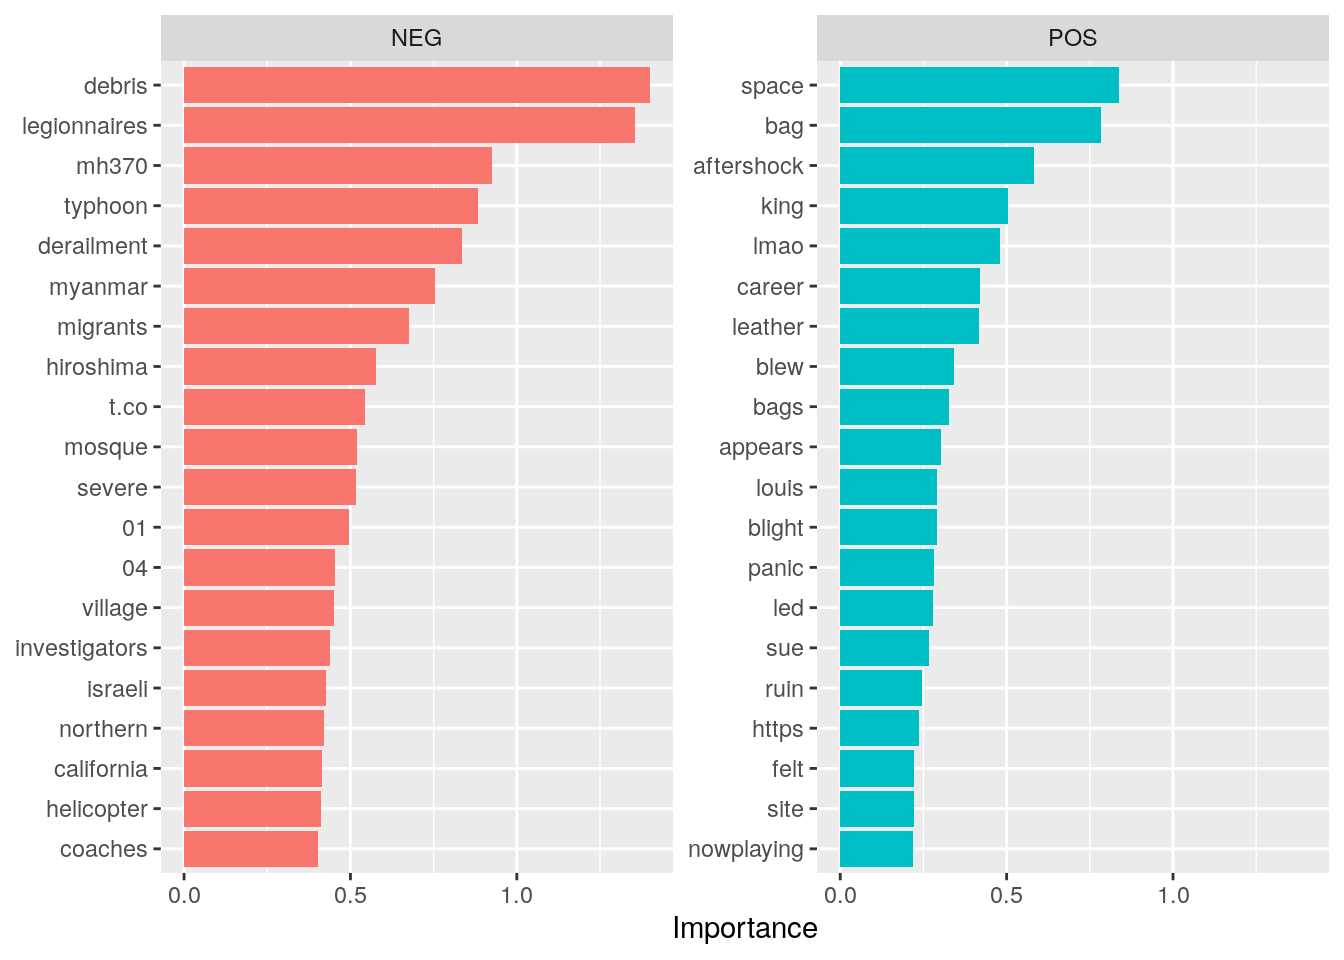 NEG
debris
legionnaires
mh370
typhoon
derailment
myanmar
migrants
hiroshima
t.co
mosque
severe
01
04
village
investigators
israeli
northern
california
helicopter
coaches
0.0 0.5 1.0
POS
space
bag
aftershock
king
lmao
career
leather
blew
bags
appears
louis
blight
panic
led
sue
ruin
https
felt
site
nowplaying
0.0 0.5 1.0
Importance